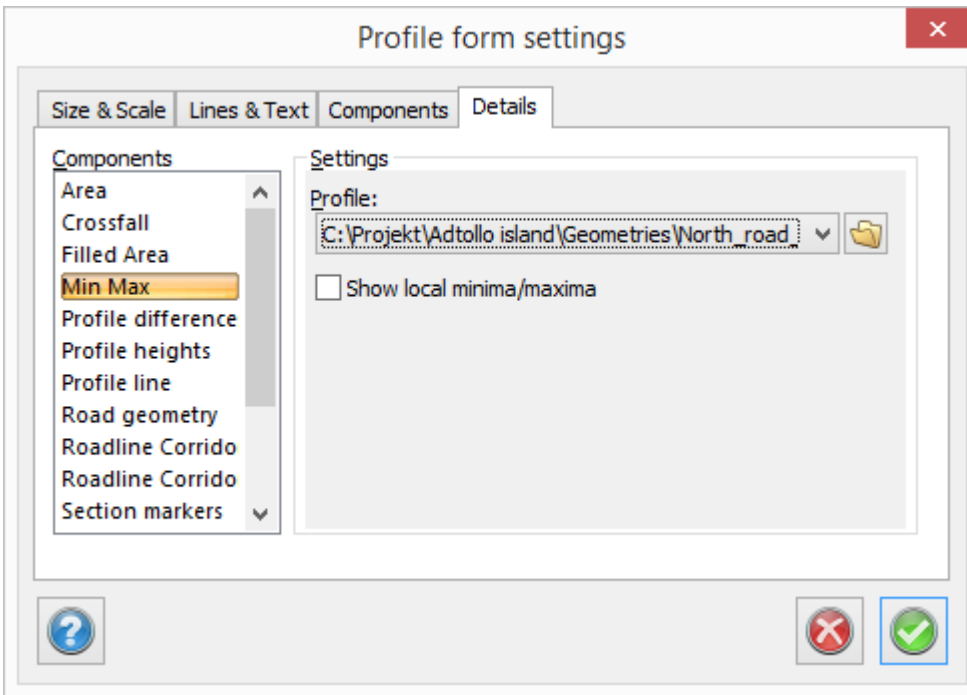 Profile form settings
Size & Scale
Lines & Text
Components
Details
Components
Area
Crossfall
Filled Area
Min Max
Profile difference
Profile heights
Profile line
Road geometry
Roadline Corrido
Roadline Corrido
Section markers
Settings
Profile:
C:\Projekt\Adtollo island\Geometries\North_road_
Show local minima/maxima